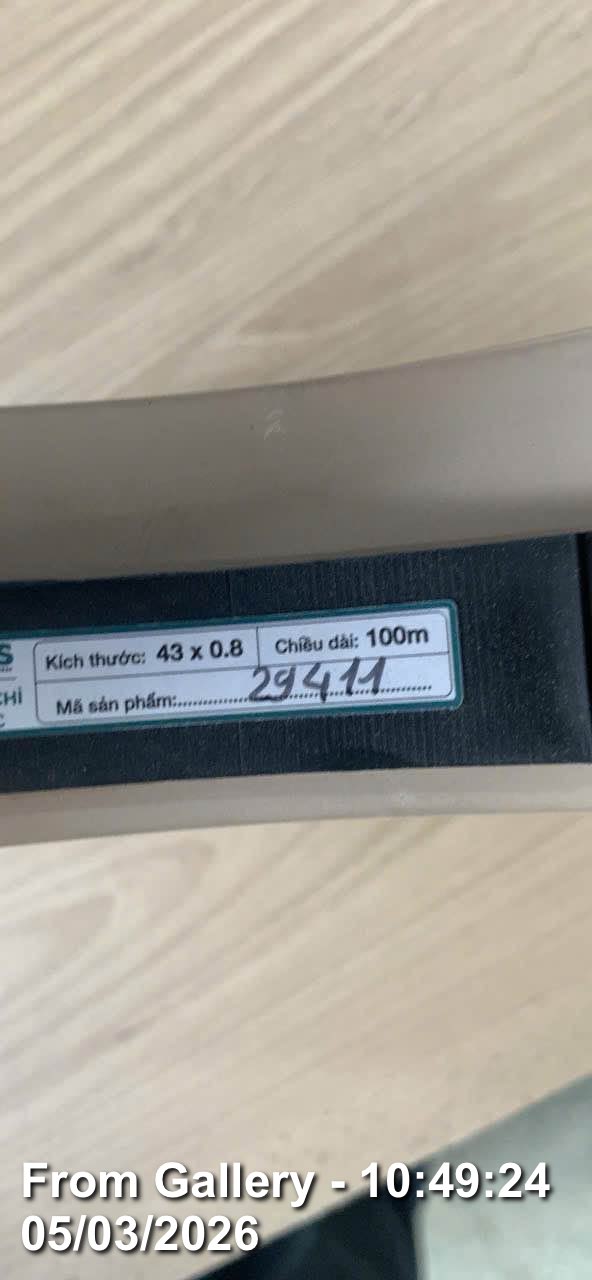 S
Kích thước: 43 x 0.8 Chiều dài: 100m
CHỈ
Mã sản phẩm:.................29411..........
C
From Gallery - 10:49:24
05/03/2026